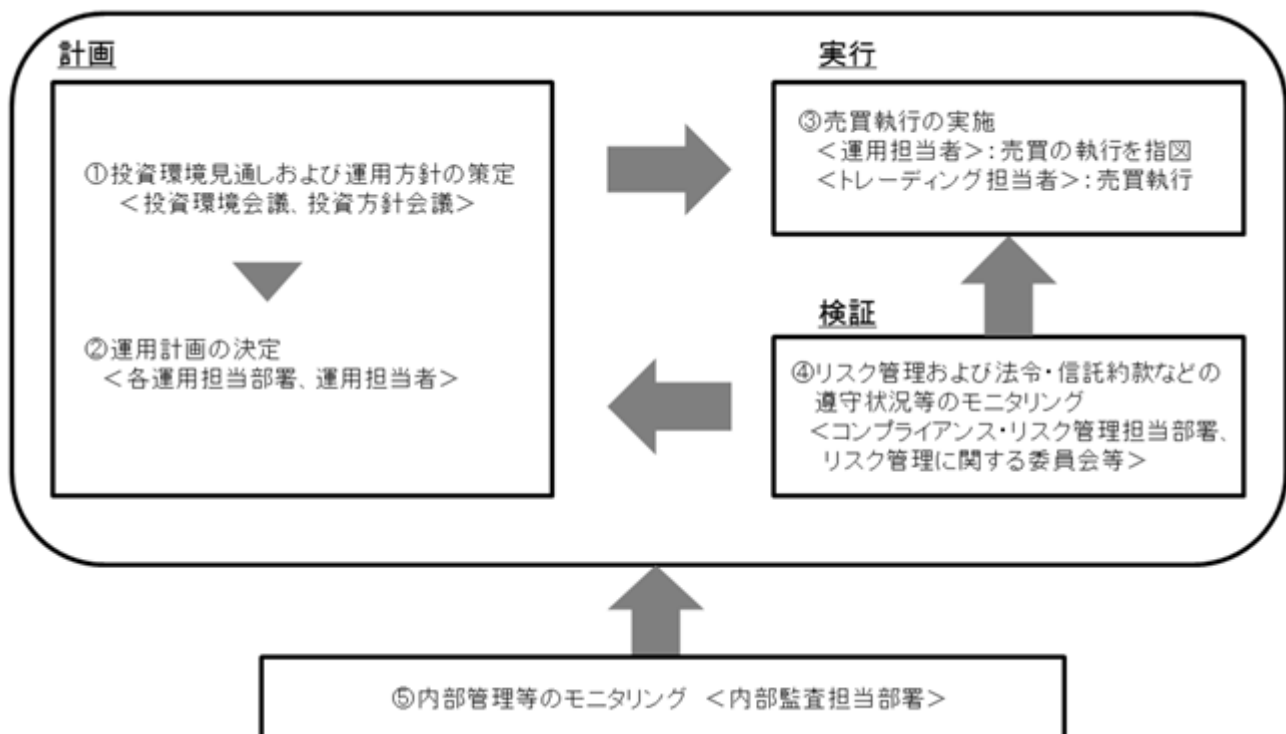 計画
①投資環境見通しおよび運用方針の策定
<投資環境会議、投資方針会議>
②運用計画の決定
<各運用担当部署、運用担当者>
実行
③売買執行の実施
<運用担当者>:売買の執行を指図
<トレーディング担当者>:売買執行
検証
④リスク管理および法令・信託約款などの
遵守状況等のモニタリング
<コンプライアンス・リスク管理担当部署、
リスク管理に関する委員会等>
⑤内部管理等のモニタリング <内部監査担当部署>